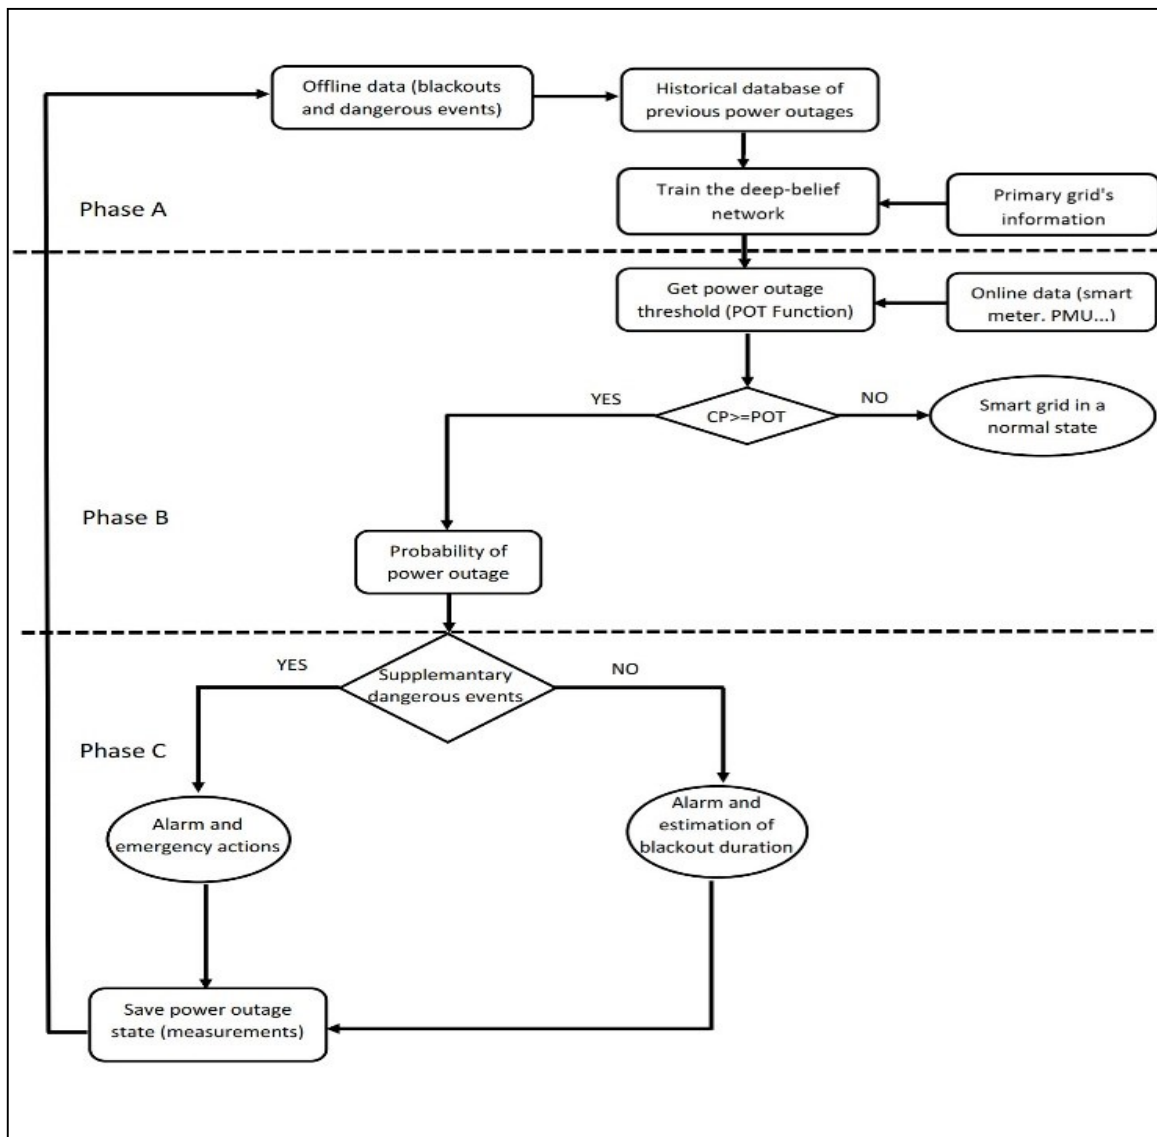 Offline data (blackouts
and dangerous events)
Historical database of
previous power outages
Train the deep-belief
network
Primary grid's
information
Phase A
Get power outage
threshold (POT Function)
Online data (smart
meter. PMU...)
YES
CP>=POT
NO
Smart grid in a
normal state
Phase B
Probability of
power outage
YES
Supplemantary
dangerous events
NO
Phase C
Alarm and
emergency actions
Alarm and
estimation of
blackout duration
Save power outage
state (measurements)